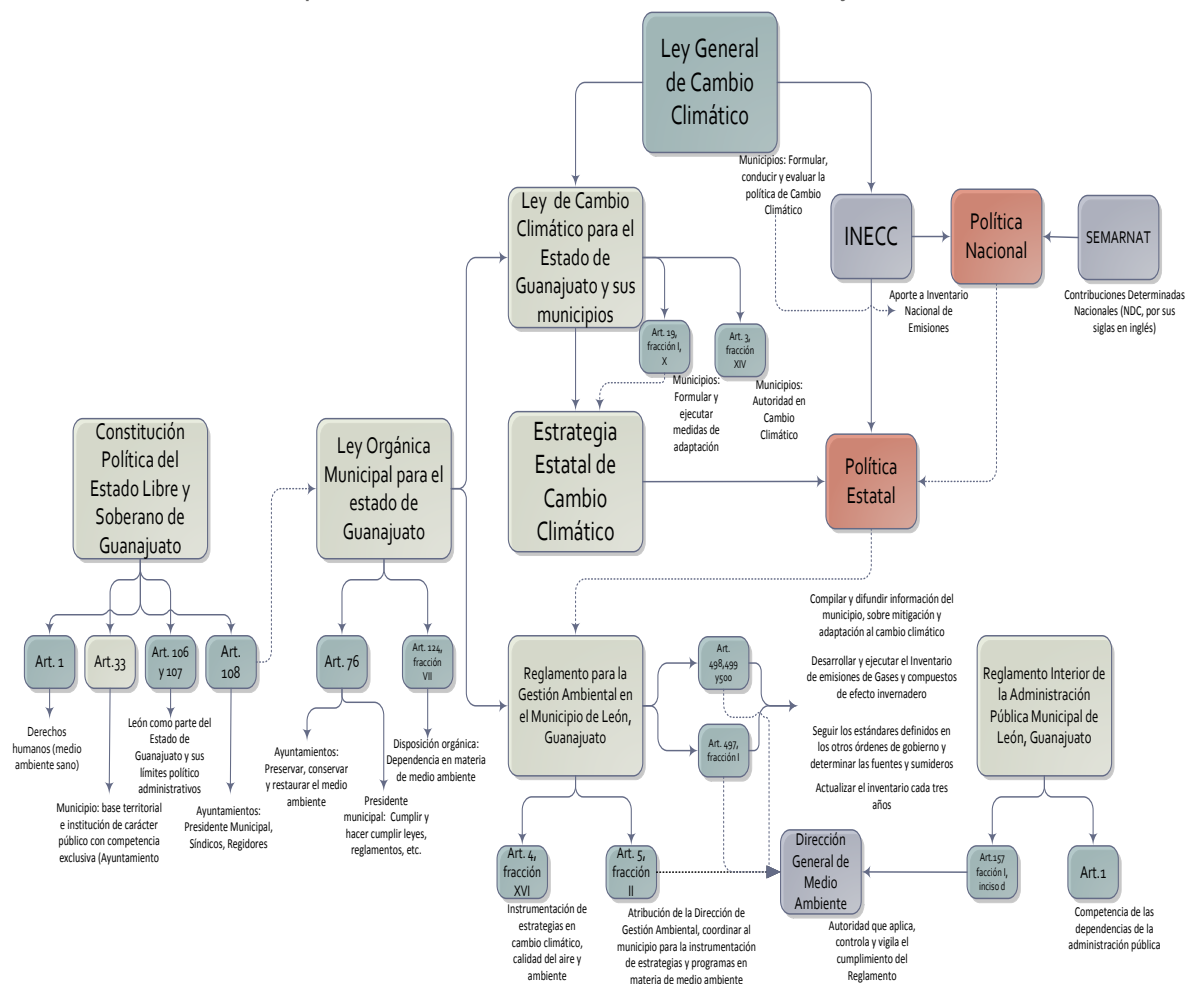 Ley General
de Cambio
Climático
Municipios: Formular,
conducir y evaluar la
política de Cambio
Climático
Ley de Cambio
Climático para el
Estado de
Guanajuato y sus
municipios
INECC
Política
Nacional
SEMARNAT
Aporte a Inventario
Nacional de
Emisiones
Contribuciones Determinadas
Nacionales (NDC, por sus
siglas en inglés)
Art. 19,
fracción I,
X
Art. 3,
fracción
XIV
Municipios:
Formular y
ejecutar
medidas de
adaptación
Municipios:
Autoridad en
Cambio
Climático
Constitución
Política del
Estado Libre y
Soberano de
Guanajuato
Ley Orgánica
Municipal para el
estado de
Guanajuato
Estrategia
Estatal de
Cambio
Climático
Política
Estatal
Art. 1
Art.33
Art. 106
y 107
Art.
108
Art. 76
Art. 124,
fracción
VII
Derechos
humanos (medio
ambiente sano)
León como parte del
Estado de
Guanajuato y sus
límites político
administrativos
Municipio: base territorial
e institución de carácter
público con competencia
exclusiva (Ayuntamiento
Ayuntamientos:
Presidente Municipal,
Síndicos, Regidores
Ayuntamientos:
Preservar, conservar
y restaurar el medio
ambiente
Presidente
municipal: Cumplir y
hacer cumplir leyes,
reglamentos, etc.
Disposición orgánica:
Dependencia en materia
de medio ambiente
Reglamento para la
Gestión Ambiental en
el Municipio de León,
Guanajuato
Art.
498,499
y500
Art. 497,
fracción I
Compilar y difundir información del
municipio, sobre mitigación y
adaptación al cambio climático
Desarrollar y ejecutar el Inventario
de emisiones de Gases y compuestos
de efecto invernadero
Seguir los estándares definidos en
los otros órdenes de gobierno y
determinar las fuentes y sumideros
Actualizar el inventario cada tres
años
Reglamento Interior de
la Administración
Pública Municipal de
León, Guanajuato
Art. 4,
fracción
XVI
Art. 5,
fracción
II
Dirección
General de
Medio
Ambiente
Art.157
facción I,
inciso d
Art.1
Instrumentación de
estrategias en
cambio climático,
calidad del aire y
ambiente
Atribución de la Dirección de
Gestión Ambiental, coordinar al
municipio para la instrumentación
de estrategias y programas en
materia de medio ambiente
Autoridad que aplica,
controla y vigila el
cumplimiento del
Reglamento
Competencia de las
dependencias de la
administración pública